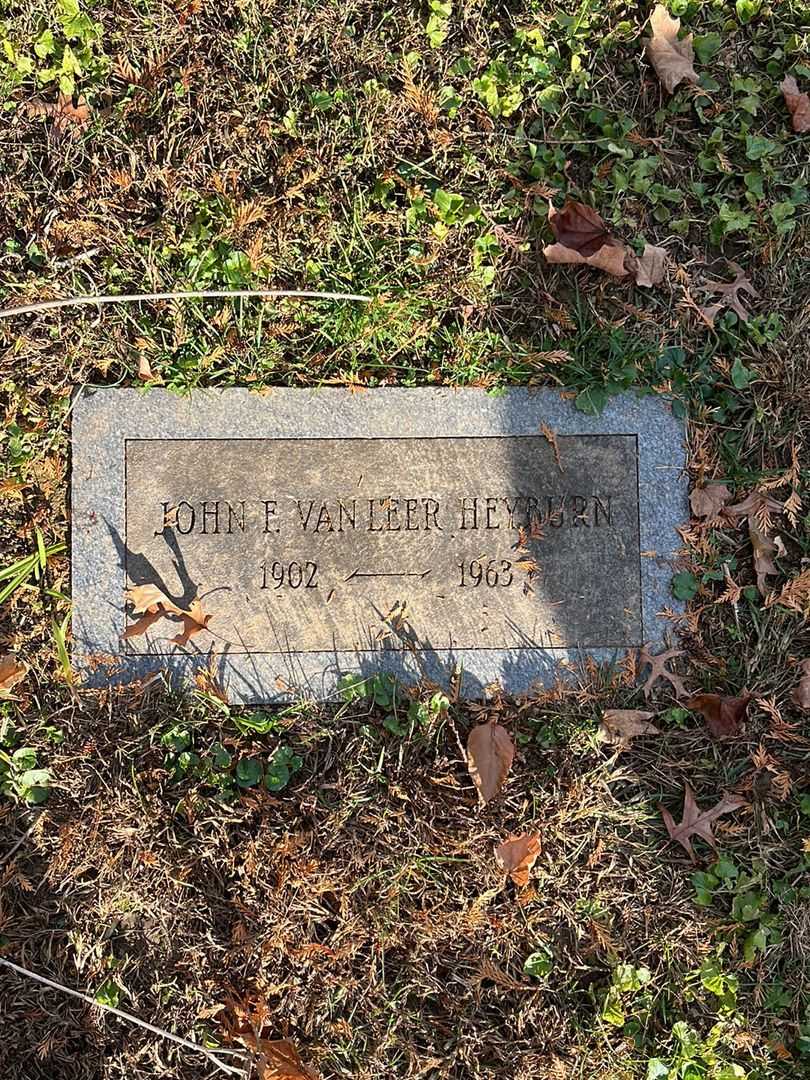 JOHN F. VAN LEER HEYBURN
1902 — 1963